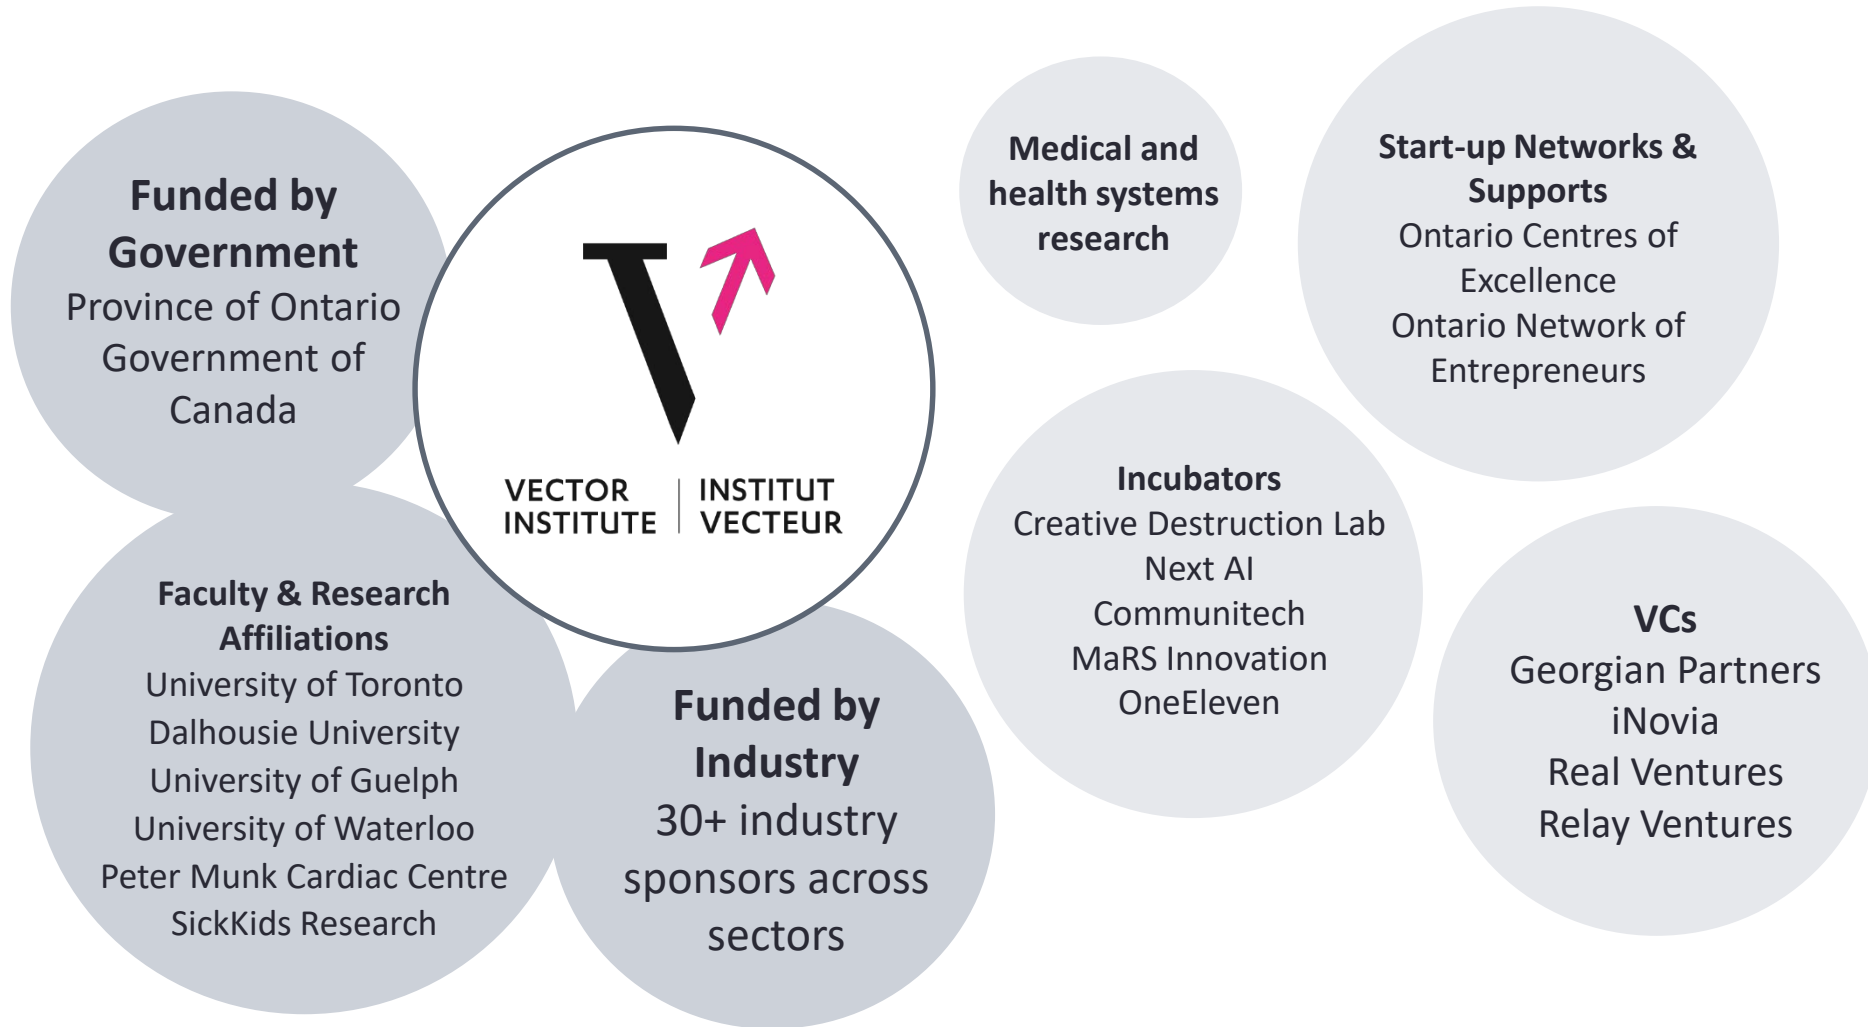 Funded by
Government
Province of Ontario
Government of
Canada
VECTOR
INSTITUTE
INSTITUT
VECTEUR
Faculty & Research
Affiliations
University of Toronto
Dalhousie University
University of Guelph
University of Waterloo
Peter Munk Cardiac Centre
SickKids Research
Funded by
Industry
30+ industry
sponsors across
sectors
Medical and
health systems
research
Start-up Networks &
Supports
Ontario Centres of
Excellence
Ontario Network of
Entrepreneurs
Incubators
Creative Destruction Lab
Next AI
Communitech
MaRS Innovation
OneEleven
VCs
Georgian Partners
iNovia
Real Ventures
Relay Ventures